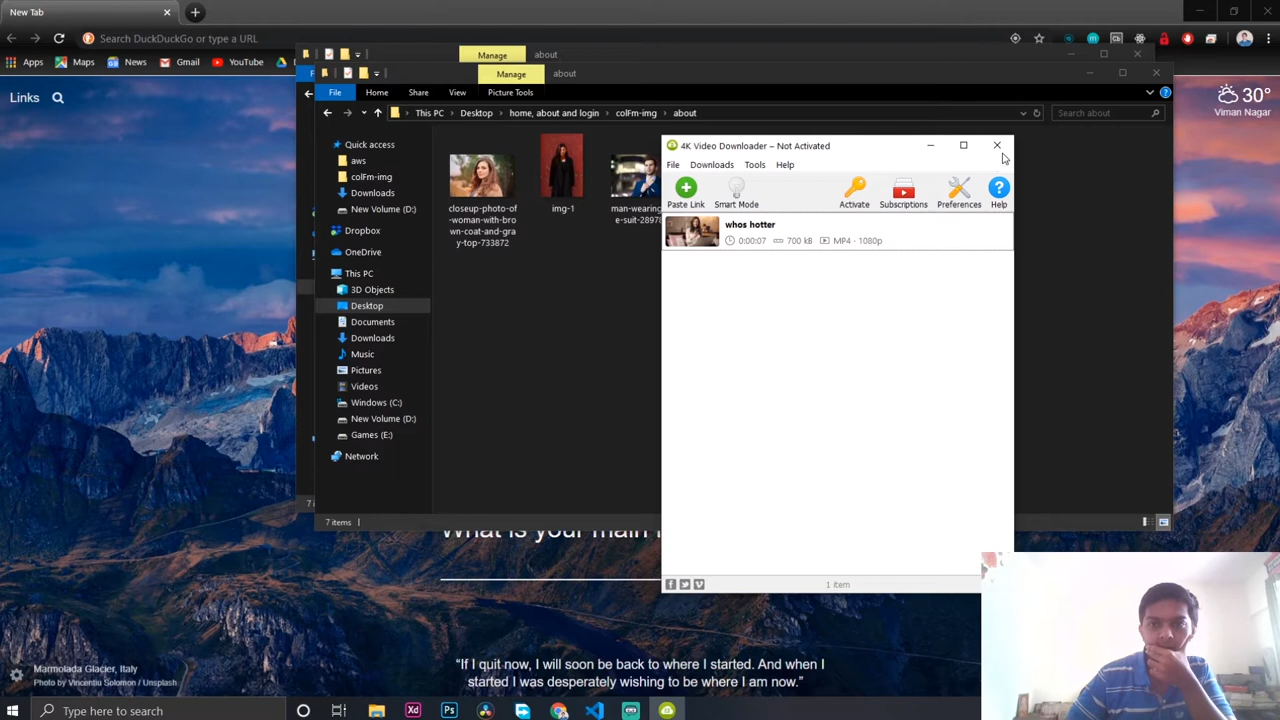 New Tab
Search DuckDuckGo or type a URL
Apps
Maps
News
Gmail
YouTube
Manage
about
Manage
about
File
Home
Share
View
Picture Tools
This PC
Desktop
home, about and login
colFm-img
about
Search about
Links
30°
Viman Nagar
Quick access
aws
colFm-img
Downloads
New Volume (D:)
Dropbox
OneDrive
This PC
3D Objects
Desktop
Documents
Downloads
Music
Pictures
Videos
Windows (C:)
New Volume (D:)
Games (E:)
Network
closeup-photo-of
-woman-with-bro
wn-coat-and-gra
y-top-733872
img-1
man-wearing
e-suit-28978
4K Video Downloader – Not Activated
File
Downloads
Tools
Help
Paste Link
Smart Mode
Activate
Subscriptions
Preferences
Help
whos hotter
0:00:07
700 kB
MP4 · 1080p
1 item
7 items
What is your main
Marmolada Glacier, Italy
Photo by Vincentiu Solomon / Unsplash
“If I quit now, I will soon be back to where I started. And when I
started I was desperately wishing to be where I am now.”
Type here to search